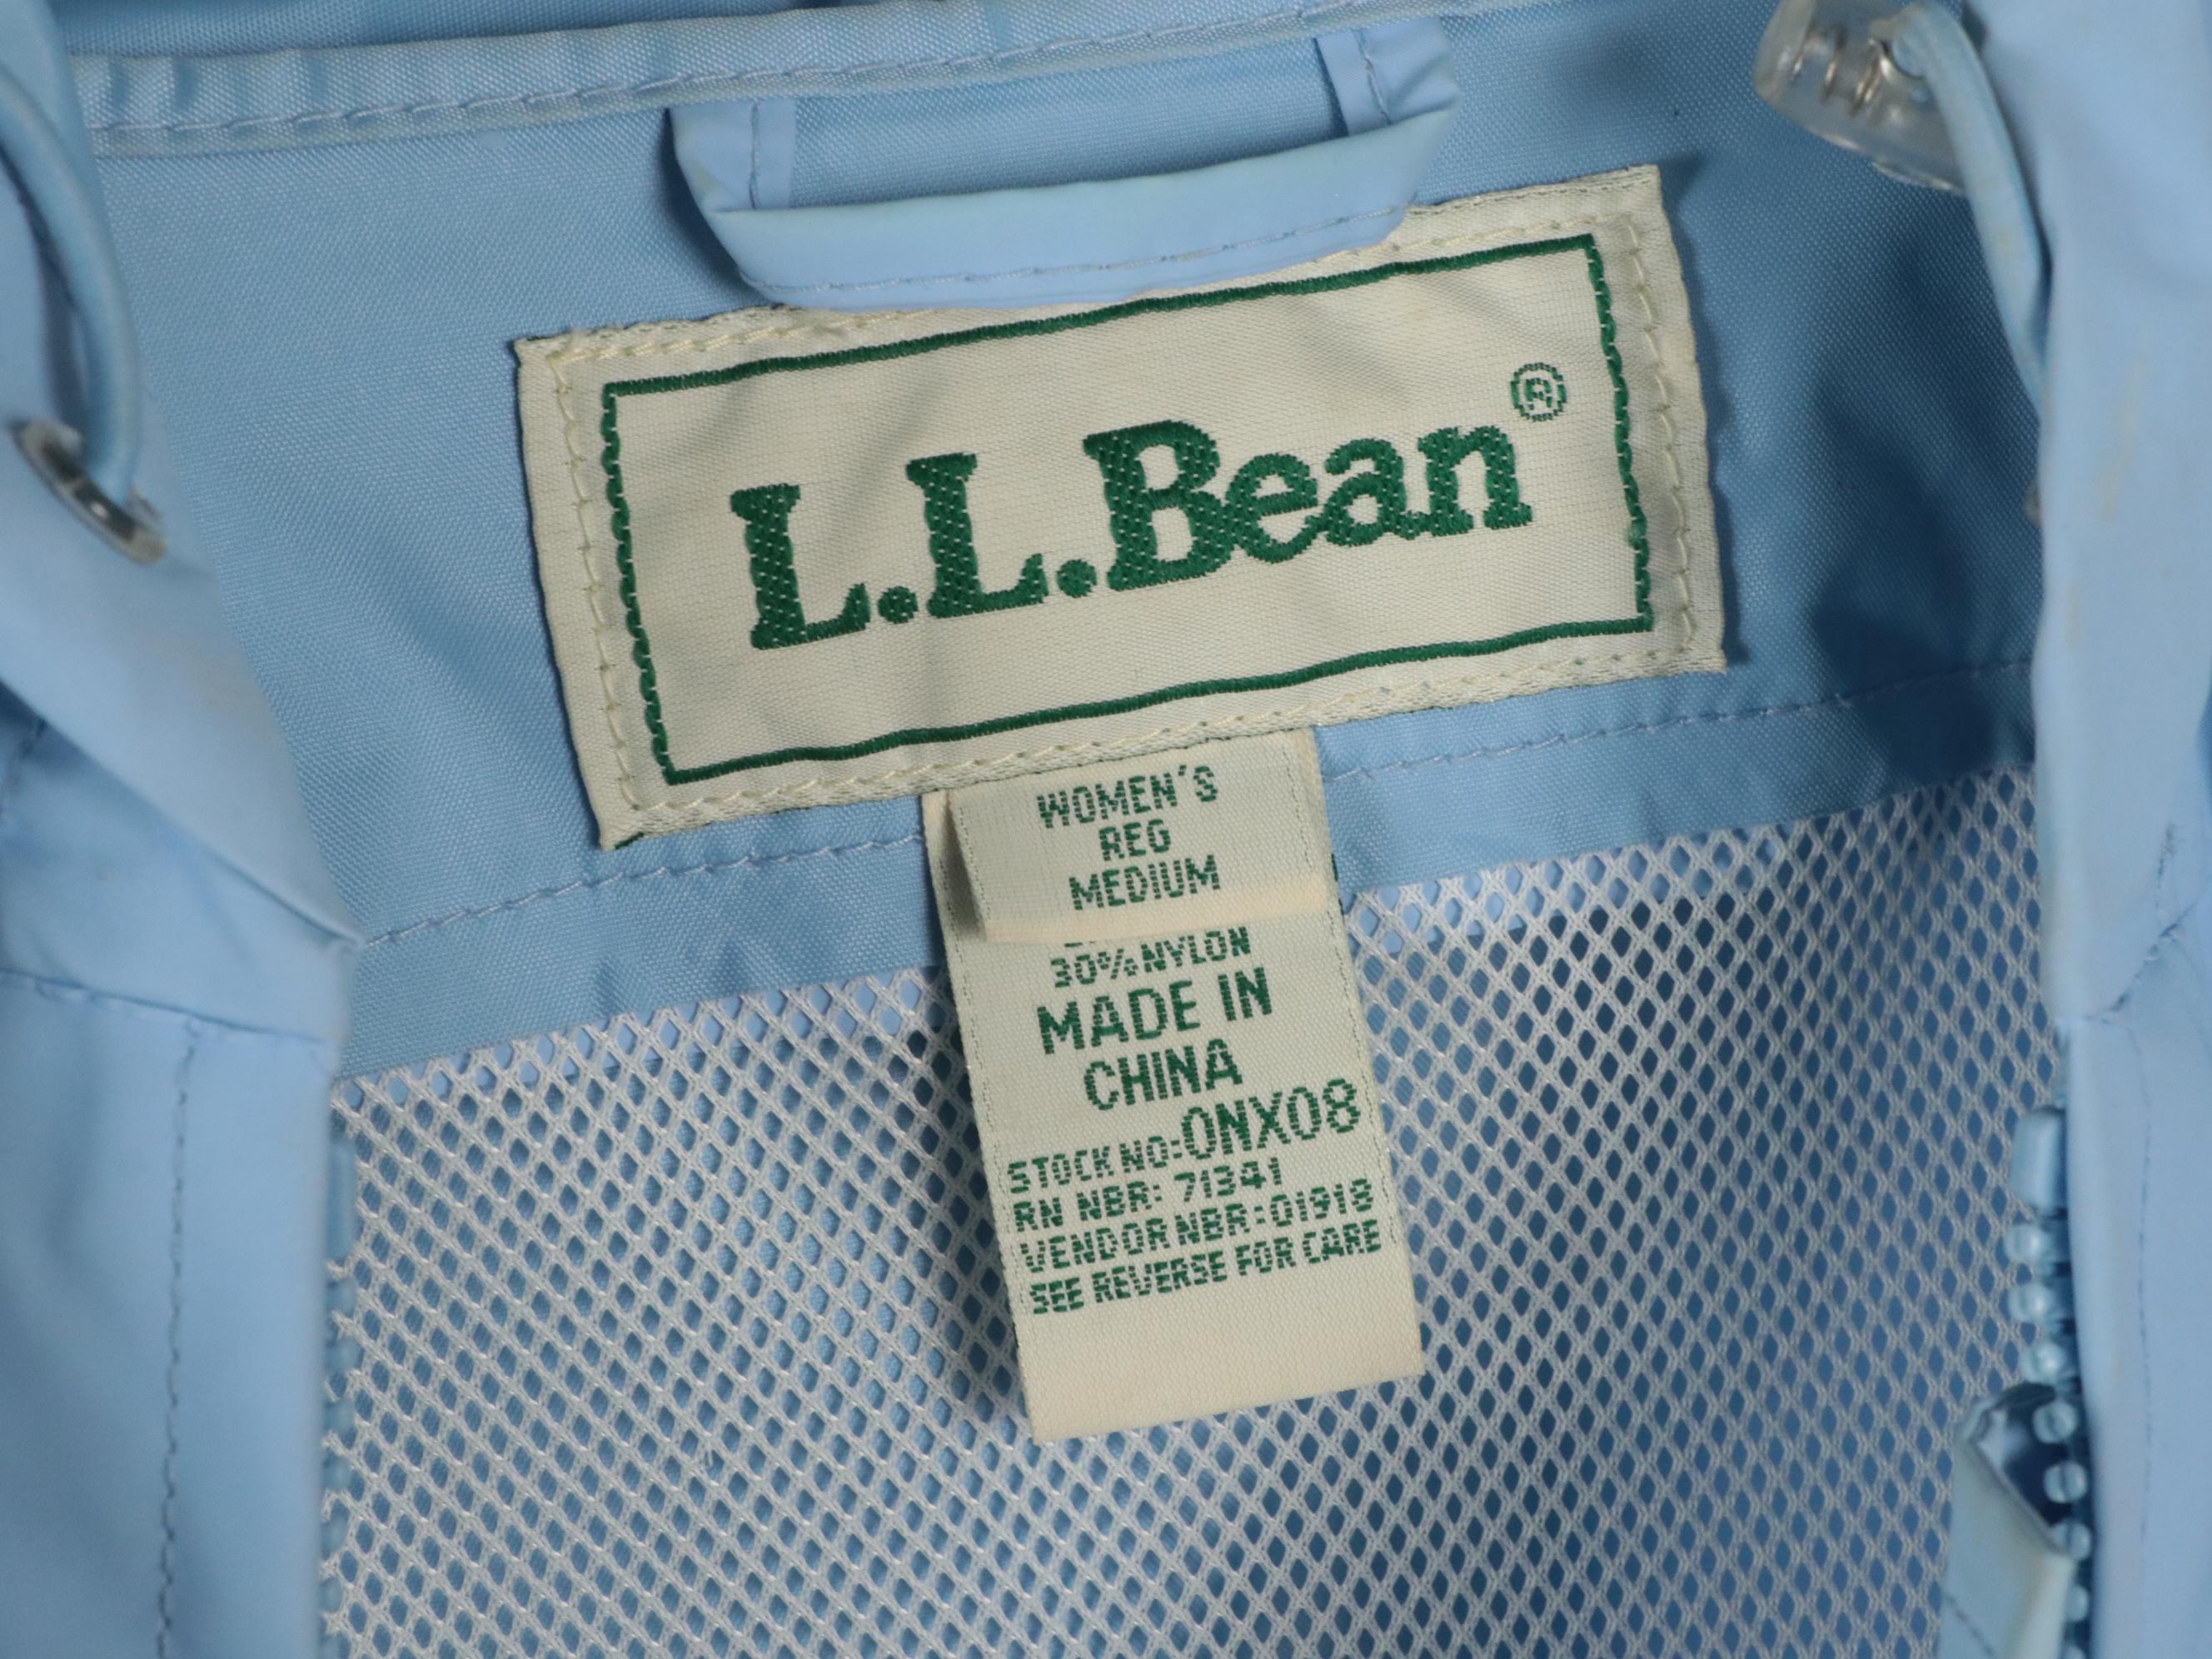 L.L.Bean®
WOMEN'S
REG
MEDIUM
30% NYLON
MADE IN
CHINA
STOCK NO: 0NX08
RN NBR: 71341
VENDOR NBR: 01918
SEE REVERSE FOR CARE